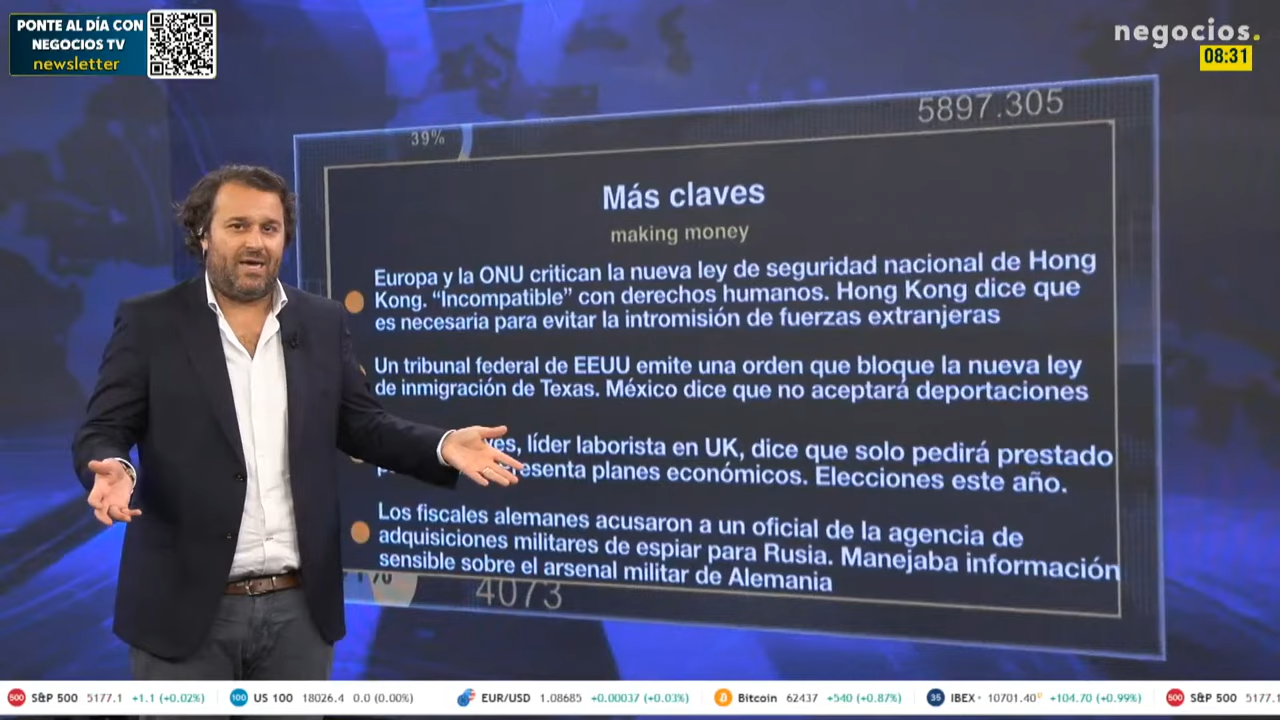 PONTE AL DÍA CON
NEGOCIOS TV
newsletter
negocios.
08:31
5897.305
39%
Más claves
making money
Europa y la ONU critican la nueva ley de seguridad nacional de Hong
Kong. “Incompatible” con derechos humanos. Hong Kong dice que
es necesaria para evitar la intromisión de fuerzas extranjeras
Un tribunal federal de EEUU emite una orden que bloque la nueva ley
de inmigración de Texas. México dice que no aceptará deportaciones
líder laborista en UK, dice que solo pedirá prestado
planes económicos. Elecciones este año.
Los fiscales alemanes acusaron a un oficial de la agencia de
adquisiciones militares de espiar para Rusia. Manejaba información
sensible sobre el arsenal militar de Alemania
4073
500 S&P 500 5177.1 +1.1 (+0.02%) 100 US 100 18026.4 0.0 (0.00%) EUR/USD 1.08685 +0.00037 (+0.03%) Bitcoin 62437 +540 (+0.87%) 35 IBEX 10701.40 +104.70 (+0.99%) 500 S&P 500 5177.1